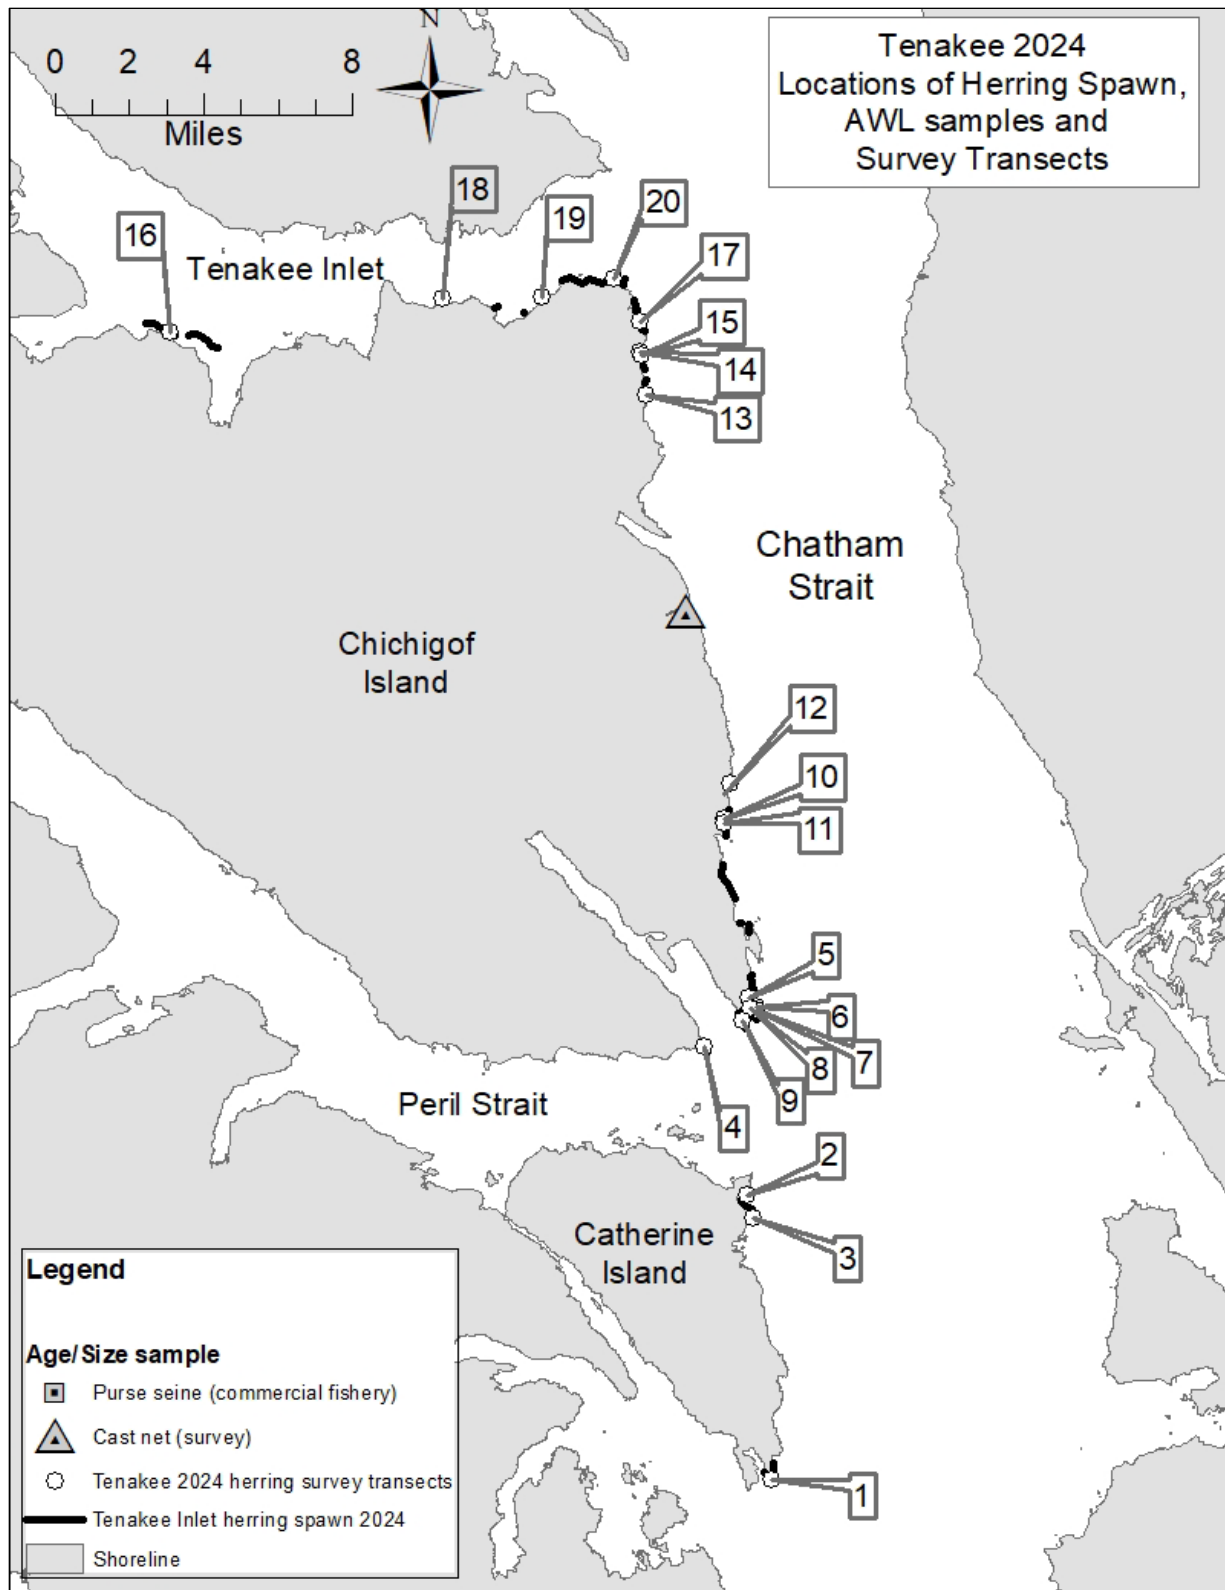 N
0 2 4 8
Miles
Tenakee 2024
Locations of Herring Spawn,
AWL samples and
Survey Transects
18
20
19
16
17
Tenakee Inlet
15
14
13
Chatham
Strait
Chichigof
Island
12
10
11
5
6
7
8
9
Peril Strait
4
2
Catherine
Island
3
Legend
Age/Size sample
Purse seine (commercial fishery)
Cast net (survey)
Tenakee 2024 herring survey transects
Tenakee Inlet herring spawn 2024
Shoreline
1